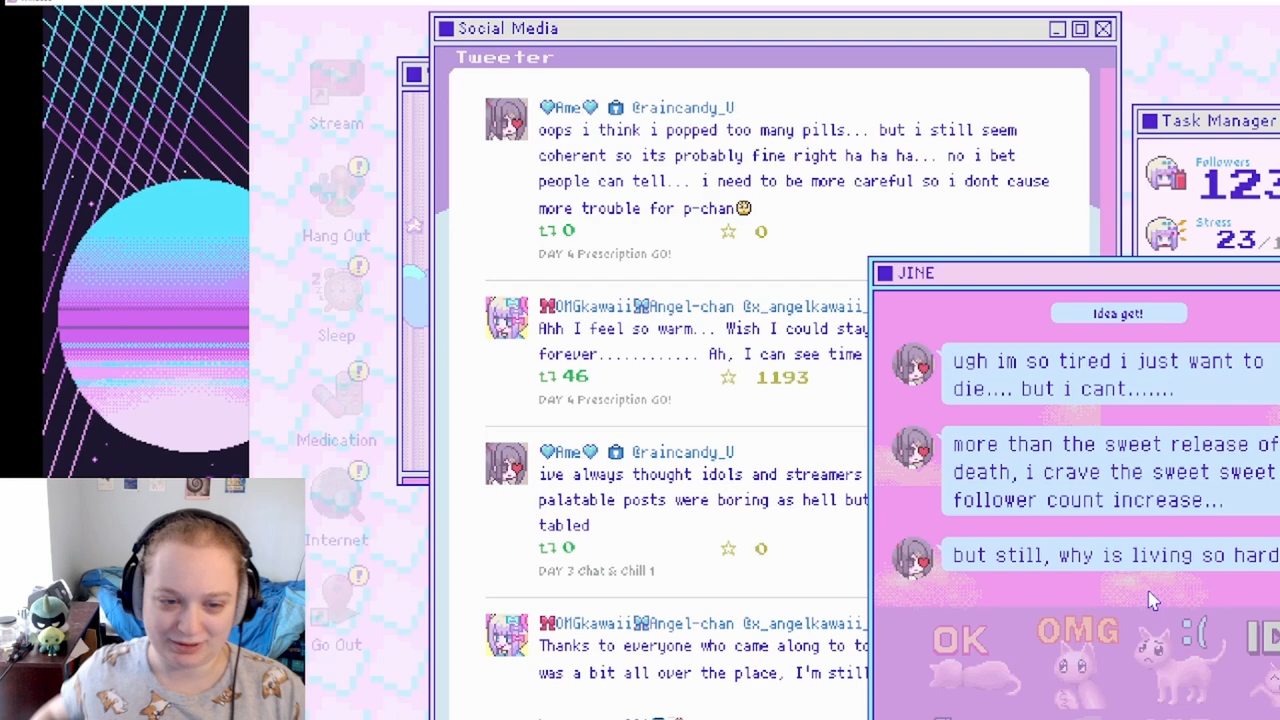 Social Media
Tweeter
Ame @raincandy_U
oops i think i popped too many pills... but i still seem
coherent so its probably fine right ha ha ha... no i bet
people can tell... i need to be more careful so i dont cause
more trouble for p-chan
0 0
DAY 4 Prescription GO!
OMGkawaii Angel-chan @x_angelkawaii_
Ahh I feel so warm... Wish I could stay
forever............ Ah, I can see time
46 1193
DAY 4 Prescription GO!
Ame @raincandy_U
ive always thought idols and streamers
palatable posts were boring as hell but
tabled
0 0
DAY 3 Chat & Chill 1
OMGkawaii Angel-chan @x_angelkawaii_
Thanks to everyone who came along to to
was a bit all over the place, I'm still
Stream
Hang Out
Sleep
Medication
Internet
Go Out
Task Manager
Followers
123
Stress
23/1
JINE
Idea get!
ugh im so tired i just want to
die.... but i cant.......
more than the sweet release of
death, i crave the sweet sweet
follower count increase...
but still, why is living so hard
OK
OMG
:(
ID